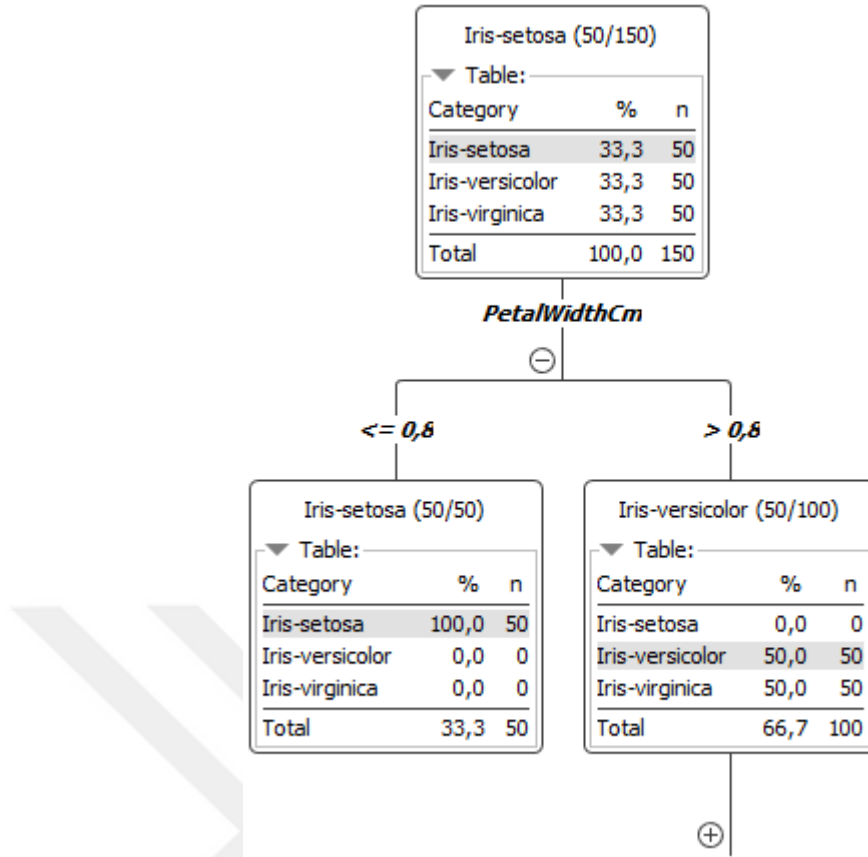 Iris-setosa (50/150)
Table:
Category % n
Iris-setosa 33,3 50
Iris-versicolor 33,3 50
Iris-virginica 33,3 50
Total 100,0 150
PetalWidthCm
<= 0,8
> 0,8
Iris-setosa (50/50)
Table:
Category % n
Iris-setosa 100,0 50
Iris-versicolor 0,0 0
Iris-virginica 0,0 0
Total 33,3 50
Iris-versicolor (50/100)
Table:
Category % n
Iris-setosa 0,0 0
Iris-versicolor 50,0 50
Iris-virginica 50,0 50
Total 66,7 100